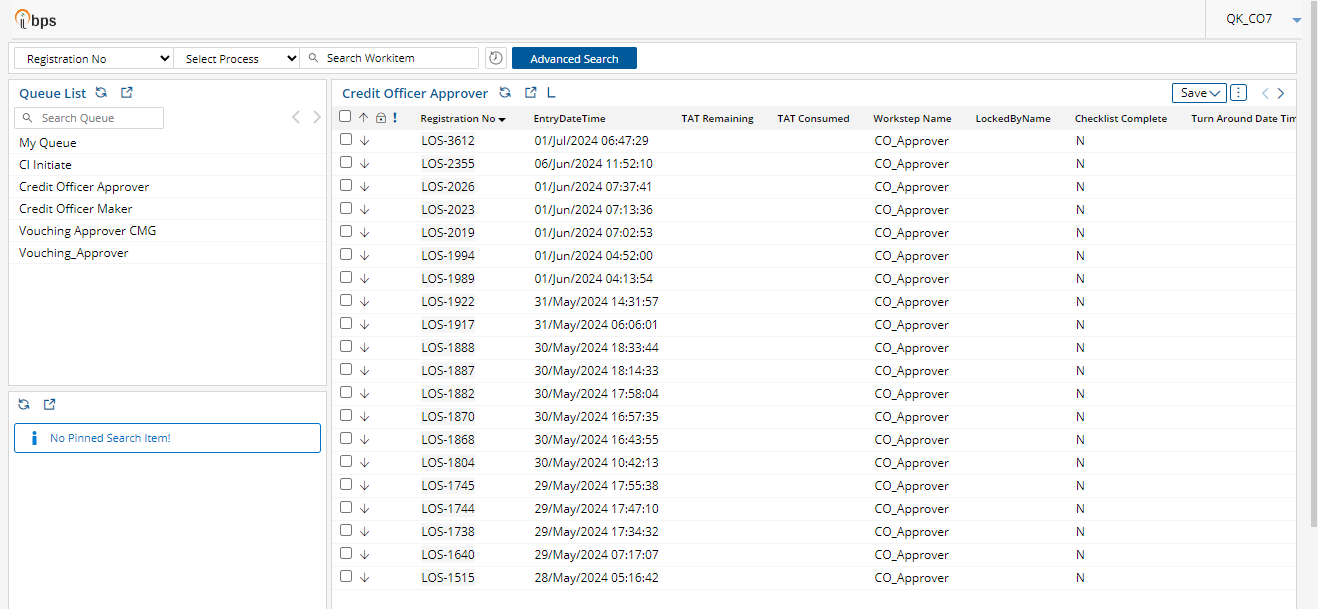 ibps
QK_CO7
Registration No Select Process Search Workitem Advanced Search
Queue List
Search Queue
My Queue
CI Initiate
Credit Officer Approver
Credit Officer Maker
Vouching Approver CMG
Vouching_Approver
No Pinned Search Item!
Credit Officer Approver L Save
Registration No EntryDateTime TAT Remaining TAT Consumed Workstep Name LockedByName Checklist Complete Turn Around Date Tim
LOS-3612 01/Jul/2024 06:47:29 CO_Approver N
LOS-2355 06/Jun/2024 11:52:10 CO_Approver N
LOS-2026 01/Jun/2024 07:37:41 CO_Approver N
LOS-2023 01/Jun/2024 07:13:36 CO_Approver N
LOS-2019 01/Jun/2024 07:02:53 CO_Approver N
LOS-1994 01/Jun/2024 04:52:00 CO_Approver N
LOS-1989 01/Jun/2024 04:13:54 CO_Approver N
LOS-1922 31/May/2024 14:31:57 CO_Approver N
LOS-1917 31/May/2024 06:06:01 CO_Approver N
LOS-1888 30/May/2024 18:33:44 CO_Approver N
LOS-1887 30/May/2024 18:14:33 CO_Approver N
LOS-1882 30/May/2024 17:58:04 CO_Approver N
LOS-1870 30/May/2024 16:57:35 CO_Approver N
LOS-1868 30/May/2024 16:43:55 CO_Approver N
LOS-1804 30/May/2024 10:42:13 CO_Approver N
LOS-1745 29/May/2024 17:55:38 CO_Approver N
LOS-1744 29/May/2024 17:47:10 CO_Approver N
LOS-1738 29/May/2024 17:34:32 CO_Approver N
LOS-1640 29/May/2024 07:17:07 CO_Approver N
LOS-1515 28/May/2024 05:16:42 CO_Approver N